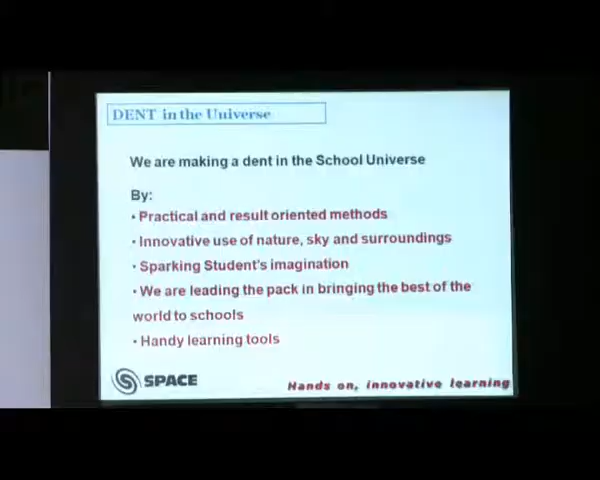 DENT in the Universe
We are making a dent in the School Universe
By:
• Practical and result oriented methods
• Innovative use of nature, sky and surroundings
• Sparking Student's imagination
• We are leading the pack in bringing the best of the
world to schools
• Handy learning tools
SPACE
Hands on, innovative learning